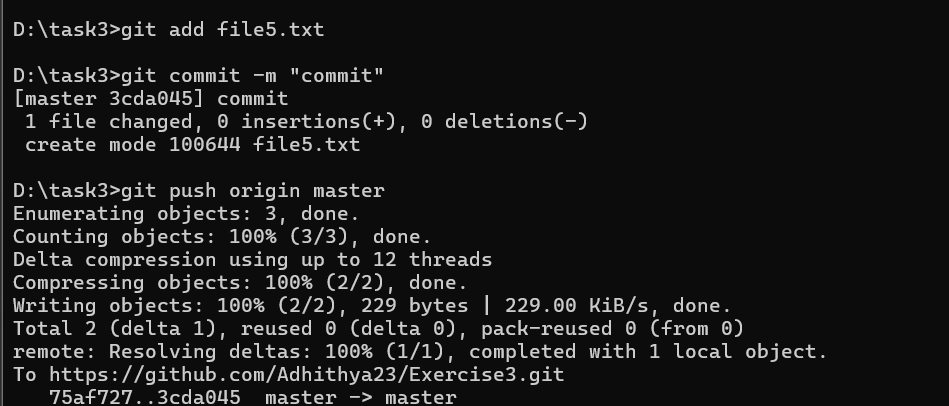 D:\task3>git add file5.txt
D:\task3>git commit -m "commit"
[master 3cda045] commit
 1 file changed, 0 insertions(+), 0 deletions(-)
 create mode 100644 file5.txt
D:\task3>git push origin master
Enumerating objects: 3, done.
Counting objects: 100% (3/3), done.
Delta compression using up to 12 threads
Compressing objects: 100% (2/2), done.
Writing objects: 100% (2/2), 229 bytes | 229.00 KiB/s, done.
Total 2 (delta 1), reused 0 (delta 0), pack-reused 0 (from 0)
remote: Resolving deltas: 100% (1/1), completed with 1 local object.
To https://github.com/Adhithya23/Exercise3.git
   75af727..3cda045  master -> master